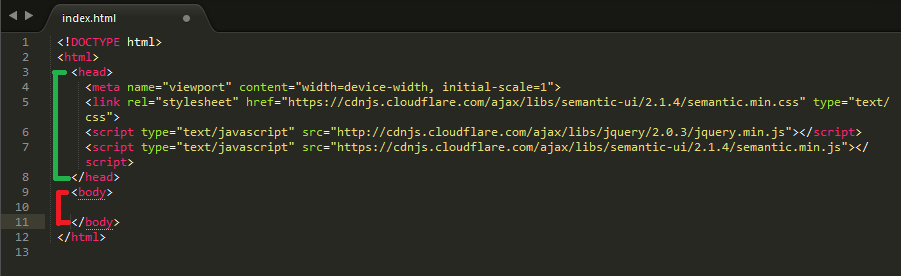 index.html
1 <!DOCTYPE html>
2 <html>
3 <head>
4 <meta name="viewport" content="width=device-width, initial-scale=1">
5 <link rel="stylesheet" href="https://cdnjs.cloudflare.com/ajax/libs/semantic-ui/2.1.4/semantic.min.css" type="text/
css">
6 <script type="text/javascript" src="http://cdnjs.cloudflare.com/ajax/libs/jquery/2.0.3/jquery.min.js"></script>
7 <script type="text/javascript" src="https://cdnjs.cloudflare.com/ajax/libs/semantic-ui/2.1.4/semantic.min.js"></
script>
8 </head>
9 <body>
10
11 </body>
12 </html>
13